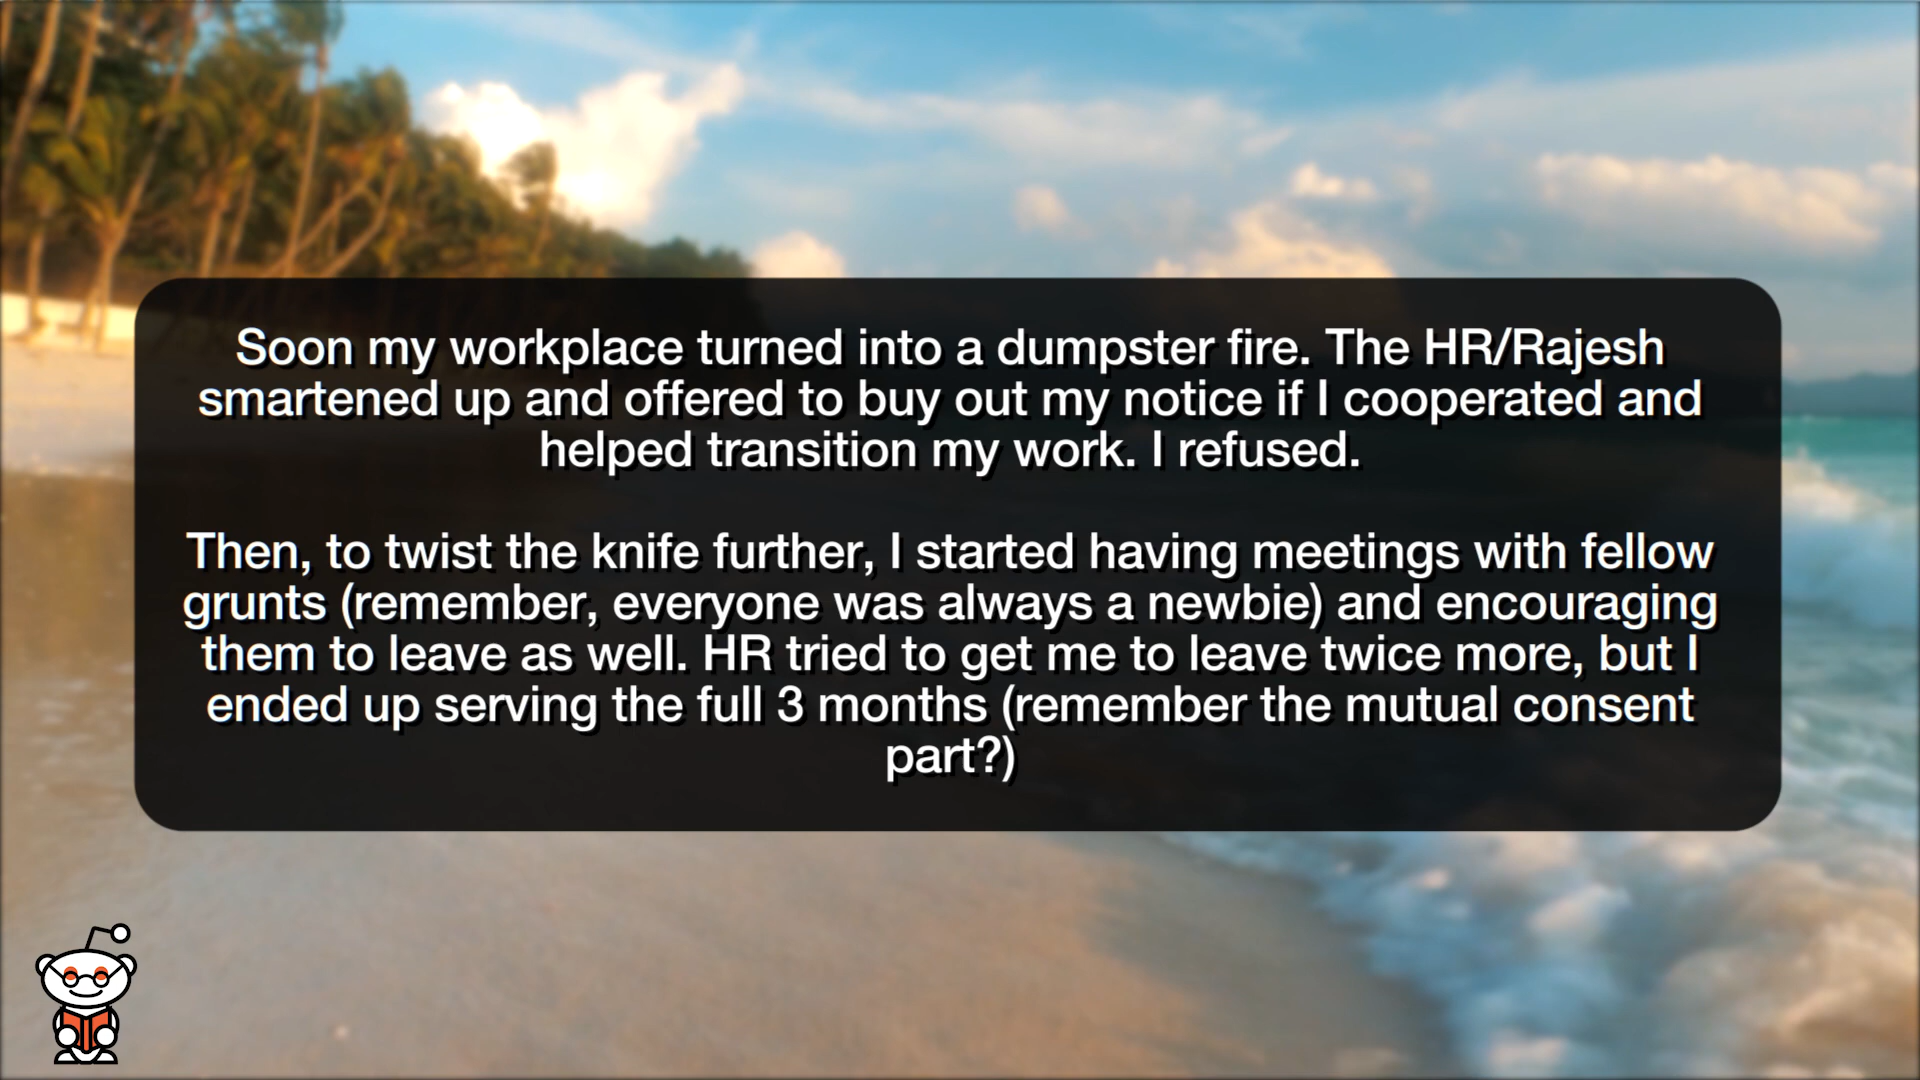 Soon my workplace turned into a dumpster fire. The HR/Rajesh
smartened up and offered to buy out my notice if I cooperated and
helped transition my work. I refused.
Then, to twist the knife further, I started having meetings with fellow
grunts (remember, everyone was always a newbie) and encouraging
them to leave as well. HR tried to get me to leave twice more, but I
ended up serving the full 3 months (remember the mutual consent
part?)